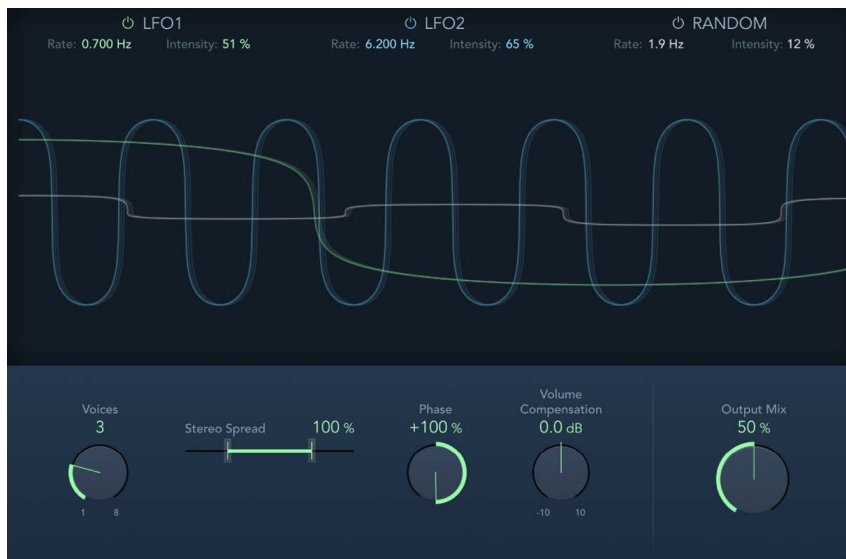 LFO1 LFO2 RANDOM
Rate: 0.700 Hz Intensity: 51 % Rate: 6.200 Hz Intensity: 65 % Rate: 1.9 Hz Intensity: 12 %
Volume
Voices Phase Compensation Output Mix
3 Stereo Spread 100 % +100 % 0.0 dB 50 %
1 8 -10 10